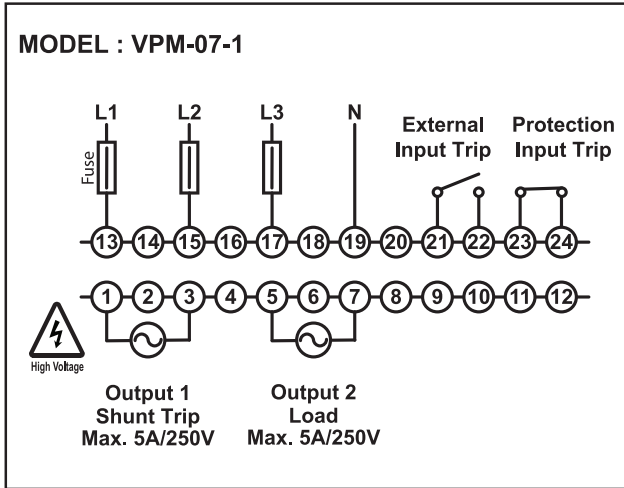 MODEL : VPM-07-1
L1 L2 L3 N
External Input Trip
Protection Input Trip
Fuse
13 14 15 16 17 18 19 20 21 22 23 24
1 2 3 4 5 6 7 8 9 10 11 12
High Voltage
Output 1
Shunt Trip
Max. 5A/250V
Output 2
Load
Max. 5A/250V